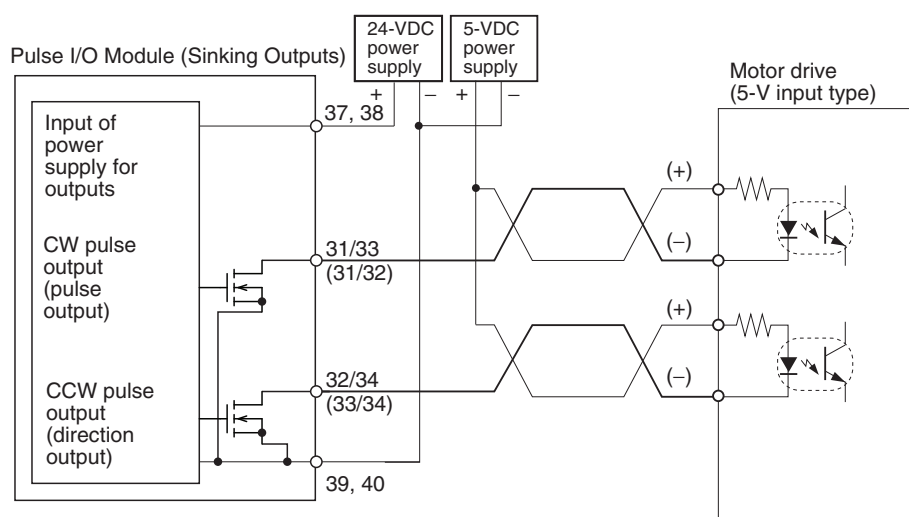 24-VDC
power
supply
5-VDC
power
supply
Pulse I/O Module (Sinking Outputs)
Motor drive
(5-V input type)
+
−
+
−
37, 38
Input of
power
supply for
outputs
(+)
CW pulse
output
(pulse
output)
31/33
(31/32)
(−)
(+)
CCW pulse
output
(direction
output)
32/34
(33/34)
(−)
39, 40